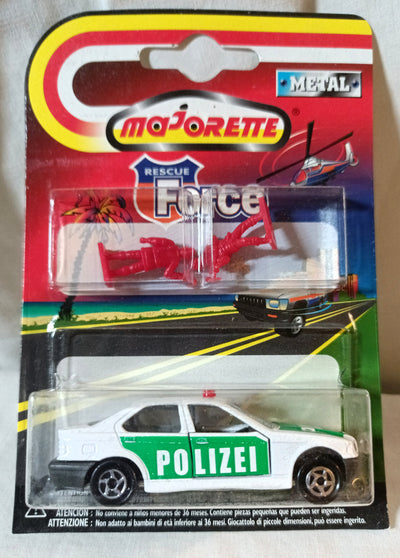 METAL
MAJORETTE ®
RESCUE
Force
POLIZEI
ATENCIÓN : No conviene a niños menores de 36 meses. Contiene piezas pequeñas que pueden ser ingeridas.
ATTENZIONE : Non adatto ai bambini di età inferiore ai 36 mesi. Giocattolo di piccole dimensioni, può essere ingerito.